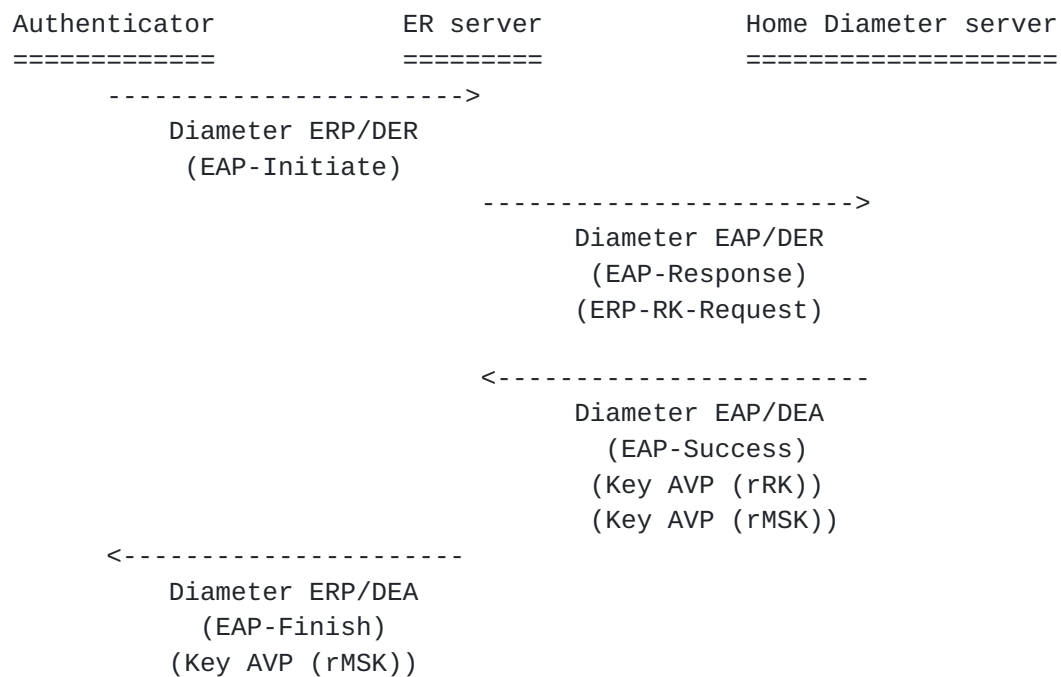 Authenticator            ER server             Home Diameter server
=============            =========             ====================
      ----------------------->
          Diameter ERP/DER
           (EAP-Initiate)
                              ------------------------>
                                    Diameter EAP/DER
                                     (EAP-Response)
                                    (ERP-RK-Request)
                              <------------------------
                                    Diameter EAP/DEA
                                      (EAP-Success)
                                     (Key AVP (rRK))
                                     (Key AVP (rMSK))
      <----------------------
          Diameter ERP/DEA
            (EAP-Finish)
          (Key AVP (rMSK))